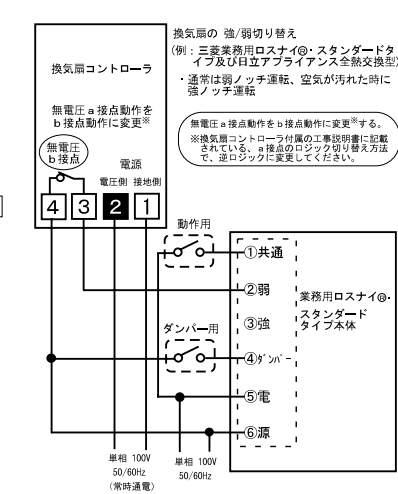 換気扇の 強/弱切り替え
(例：三菱業務用ロスナイ®・スタンダードタ
イプ及び日立アプライアンス全熱交換型)
・通常は弱ノッチ運転、空気が汚れた時に
強ノッチ運転
換気扇コントローラ
無電圧a接点動作を
b接点動作に変更※
無電圧
b接点
電源
電圧側 接地側
4 3 2 1
無電圧a接点動作をb接点動作に変更※する。
※換気扇コントローラ付属の工事説明書に記載
されている、a接点のロジック切り替え方法
で、逆ロジックに変更してください。
動作用
ダンパー用
①共通
②弱
③強
④ダンパー
⑤電
⑥源
業務用ロスナイ®・
スタンダード
タイプ本体
単相 100V
50/60Hz
(常時通電)
単相 100V
50/60Hz